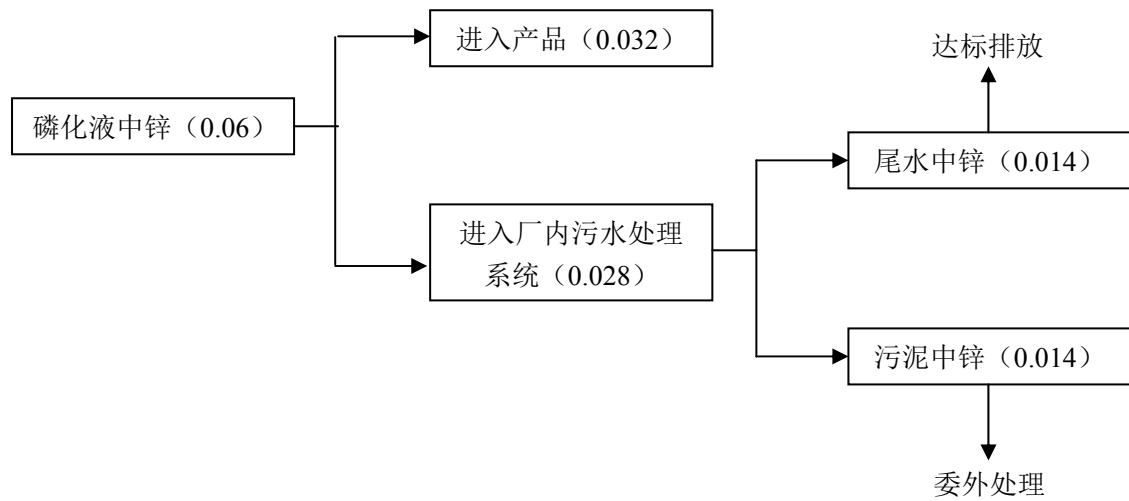 进入产品（0.032）
达标排放
磷化液中锌（0.06）
尾水中锌（0.014）
进入厂内污水处理
系统（0.028）
污泥中锌（0.014）
委外处理